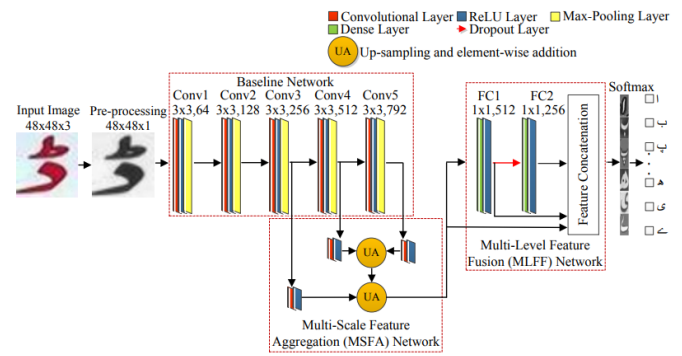 Convolutional Layer ReLU Layer Max-Pooling Layer
Dense Layer Dropout Layer
UA Up-sampling and element-wise addition
Baseline Network
Input Image
48x48x3
Pre-processing
48x48x1
Conv1
3x3,64
Conv2
3x3,128
Conv3
3x3,256
Conv4
3x3,512
Conv5
3x3,792
UA
UA
Multi-Scale Feature
Aggregation (MSFA) Network
FC1
1x1,512
FC2
1x1,256
Feature Concatenation
Multi-Level Feature
Fusion (MLFF) Network
Softmax
ا
ب
پ
ی
ے